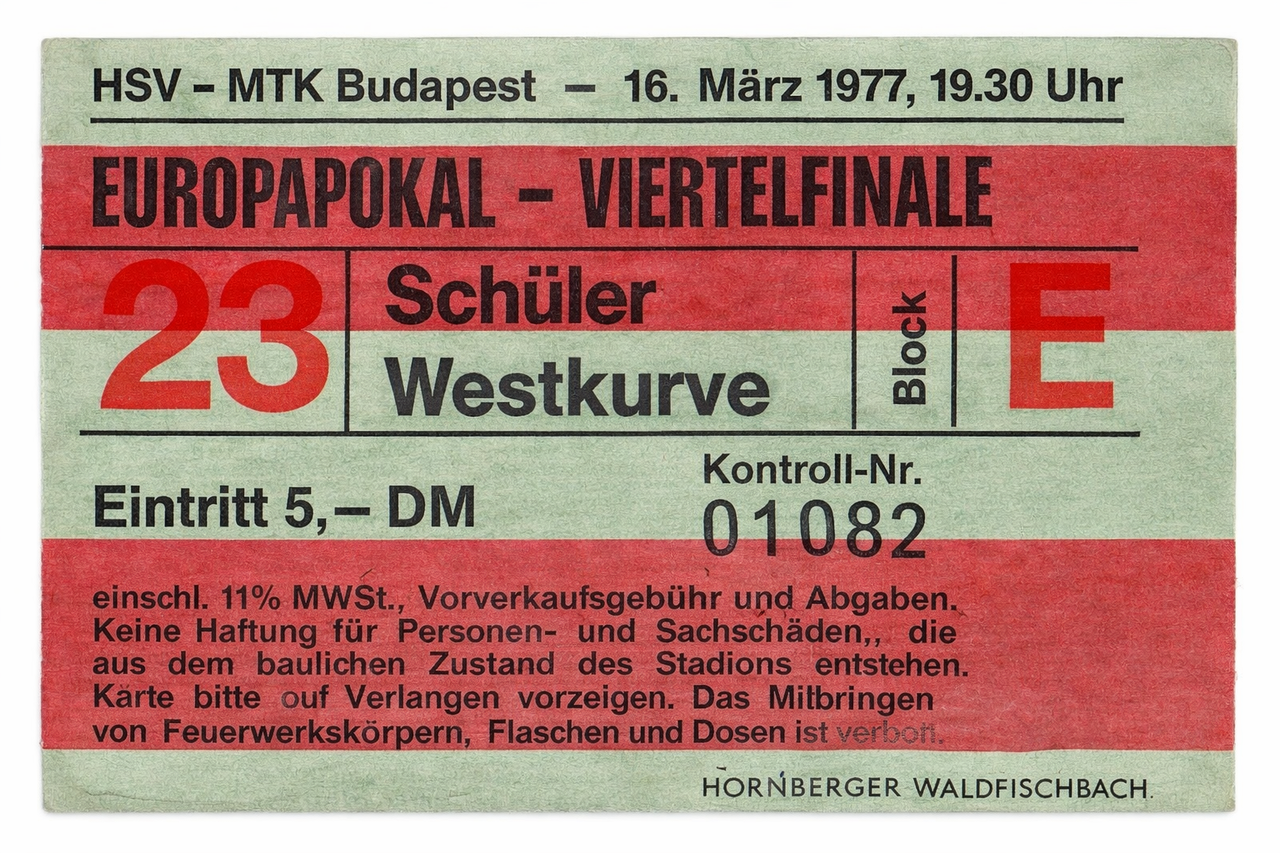 HSV – MTK Budapest – 16. März 1977, 19.30 Uhr
EUROPAPOKAL – VIERTELFINALE
23 Schüler Block E
Westkurve
Eintritt 5,– DM
Kontroll-Nr.
01082
einschl. 11% MWSt., Vorverkaufsgebühr und Abgaben.
Keine Haftung für Personen- und Sachschäden,, die
aus dem baulichen Zustand des Stadions entstehen.
Kärte bitte ouf Verlangen vorzeigen. Das Mitbringen
von Feuerwerkskörpern, Flaschen und Dosen ist
HORNBERGER WALDFISCHBACH.